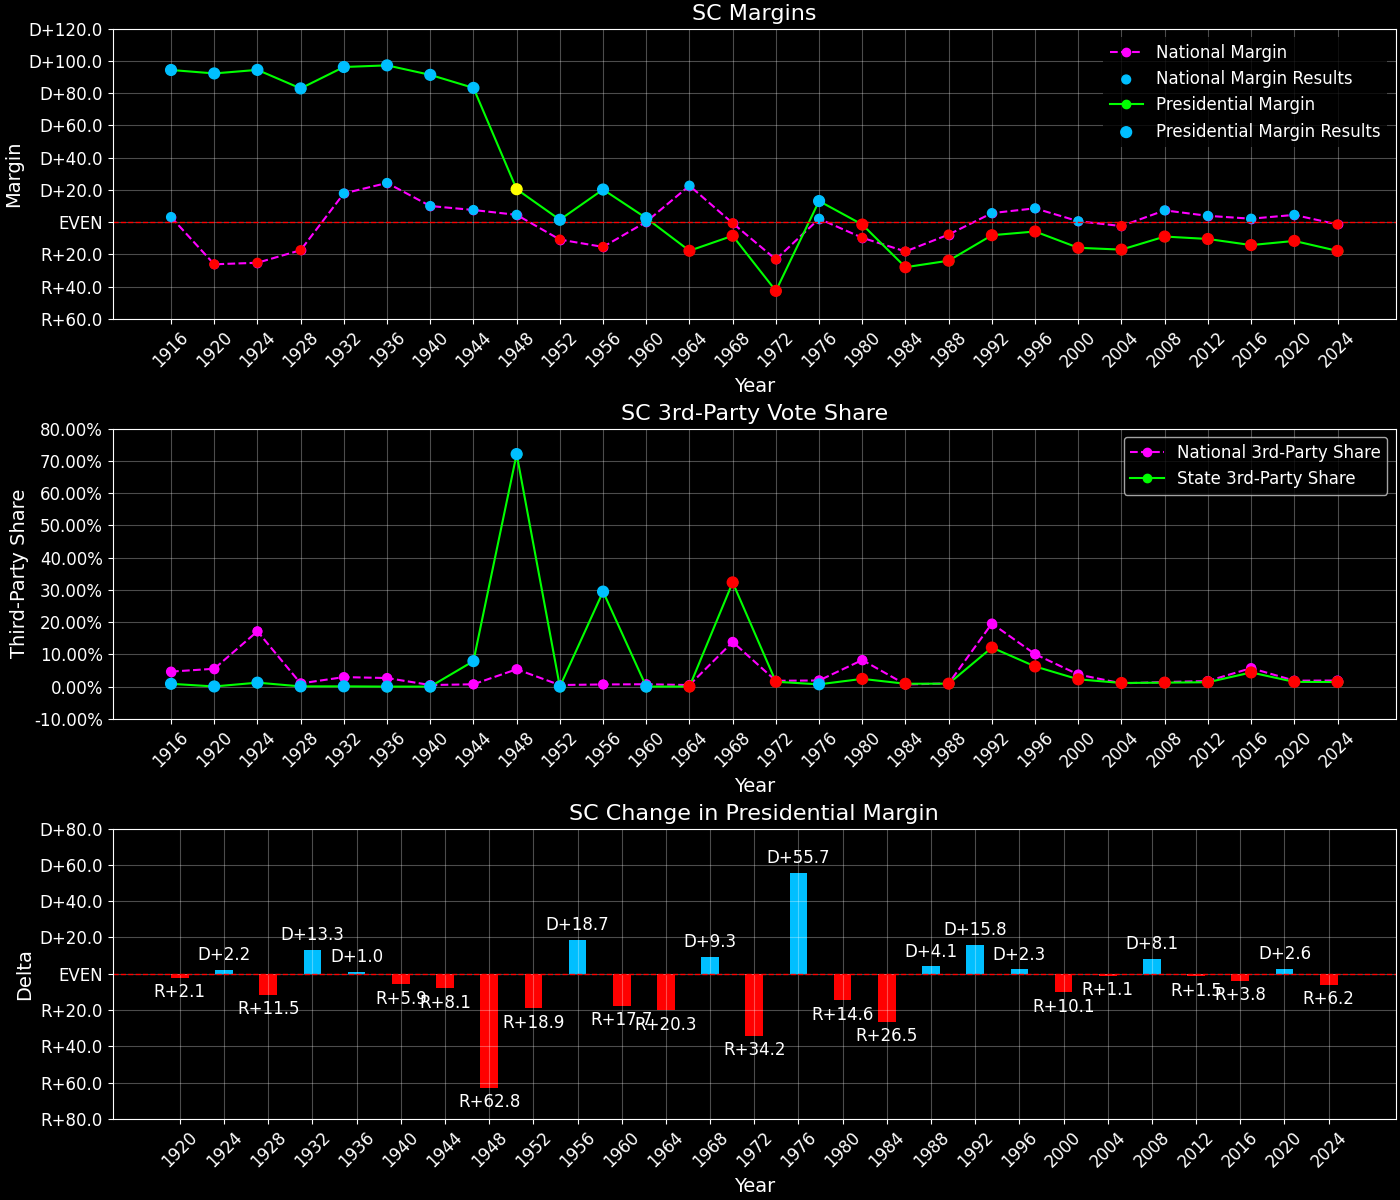 SC Margins
D+120.0
D+100.0
D+80.0
D+60.0
D+40.0
D+20.0
EVEN
R+20.0
R+40.0
R+60.0
Margin
National Margin
National Margin Results
Presidential Margin
Presidential Margin Results
1916 1920 1924 1928 1932 1936 1940 1944 1948 1952 1956 1960 1964 1968 1972 1976 1980 1984 1988 1992 1996 2000 2004 2008 2012 2016 2020 2024
Year
SC 3rd-Party Vote Share
80.00%
70.00%
60.00%
50.00%
40.00%
30.00%
20.00%
10.00%
0.00%
-10.00%
Third-Party Share
National 3rd-Party Share
State 3rd-Party Share
1916 1920 1924 1928 1932 1936 1940 1944 1948 1952 1956 1960 1964 1968 1972 1976 1980 1984 1988 1992 1996 2000 2004 2008 2012 2016 2020 2024
Year
SC Change in Presidential Margin
D+80.0
D+60.0
D+40.0
D+20.0
EVEN
R+20.0
R+40.0
R+60.0
R+80.0
Delta
R+2.1
D+2.2
R+11.5
D+13.3
D+1.0
R+5.9
R+8.1
R+62.8
R+18.9
D+18.7
R+17.7
R+20.3
D+9.3
R+34.2
D+55.7
R+14.6
R+26.5
D+4.1
D+15.8
D+2.3
R+10.1
R+1.1
D+8.1
R+1.5
R+3.8
D+2.6
R+6.2
1920 1924 1928 1932 1936 1940 1944 1948 1952 1956 1960 1964 1968 1972 1976 1980 1984 1988 1992 1996 2000 2004 2008 2012 2016 2020 2024
Year